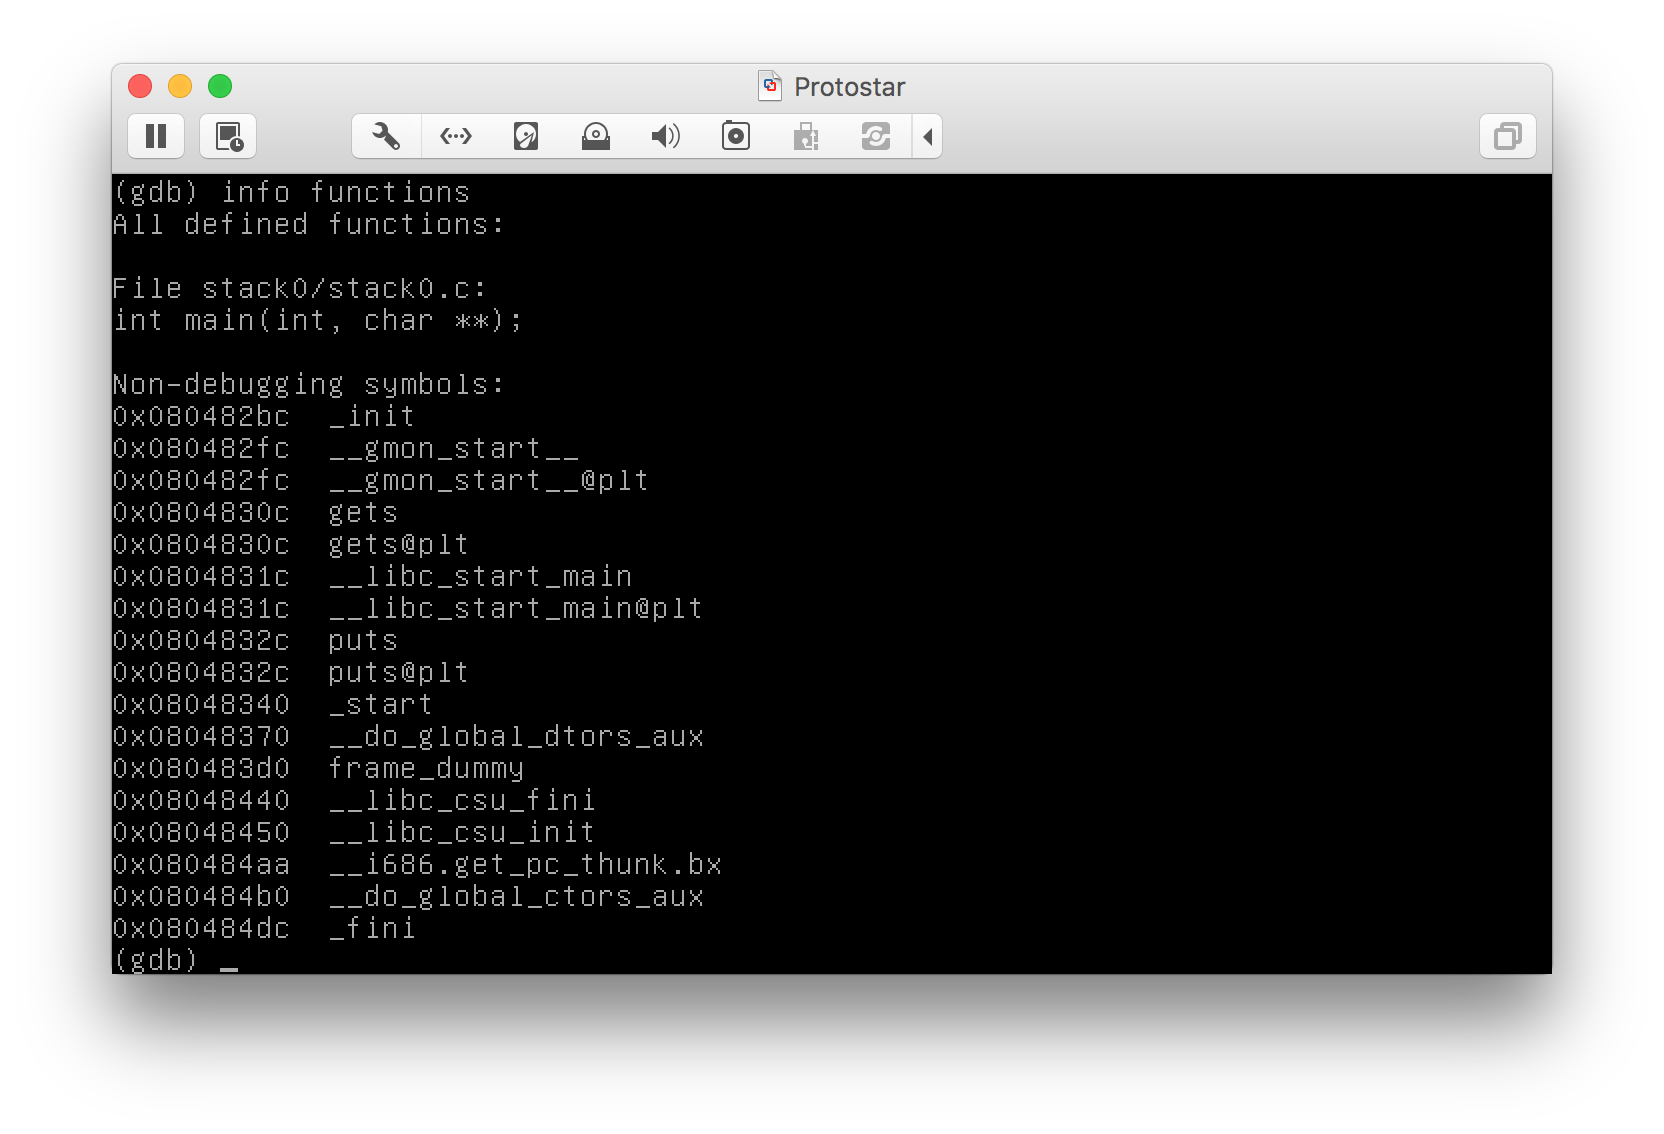 Protostar
(gdb) info functions
All defined functions:
File stack0/stack0.c:
int main(int, char **);
Non-debugging symbols:
0x080482bc  _init
0x080482fc  __gmon_start__
0x080482fc  __gmon_start__@plt
0x0804830c  gets
0x0804830c  gets@plt
0x0804831c  __libc_start_main
0x0804831c  __libc_start_main@plt
0x0804832c  puts
0x0804832c  puts@plt
0x08048340  _start
0x08048370  __do_global_dtors_aux
0x080483d0  frame_dummy
0x08048440  __libc_csu_fini
0x08048450  __libc_csu_init
0x080484aa  __i686.get_pc_thunk.bx
0x080484b0  __do_global_ctors_aux
0x080484dc  _fini
(gdb) _